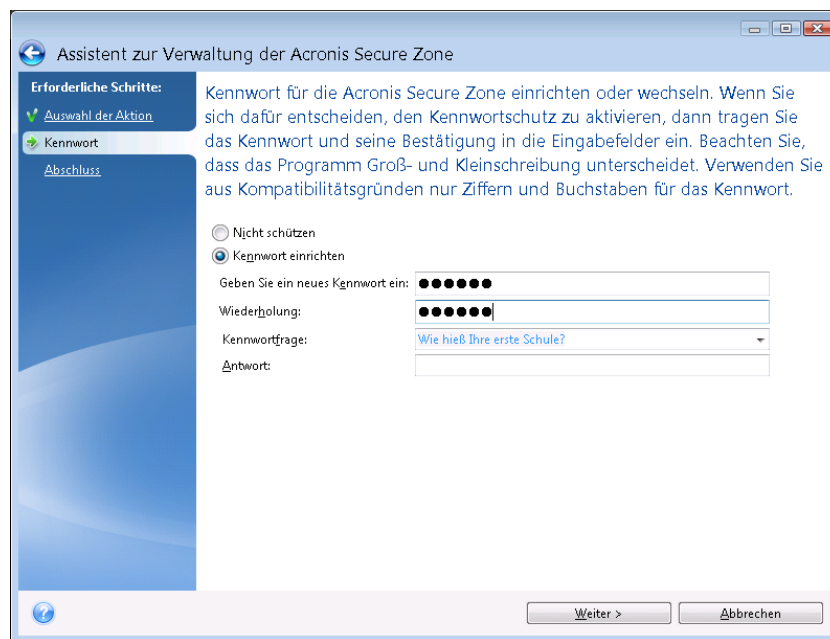 Assistent zur Verwaltung der Acronis Secure Zone
Erforderliche Schritte:
Auswahl der Aktion
Kennwort
Abschluss
Kennwort für die Acronis Secure Zone einrichten oder wechseln. Wenn Sie
sich dafür entscheiden, den Kennwortschutz zu aktivieren, dann tragen Sie
das Kennwort und seine Bestätigung in die Eingabefelder ein. Beachten Sie,
dass das Programm Groß- und Kleinschreibung unterscheidet. Verwenden Sie
aus Kompatibilitätsgründen nur Ziffern und Buchstaben für das Kennwort.
Nicht schützen
Kennwort einrichten
Geben Sie ein neues Kennwort ein: ●●●●●●
Wiederholung: ●●●●●●
Kennwortfrage: Wie hieß Ihre erste Schule?
Antwort:
?
Weiter > Abbrechen